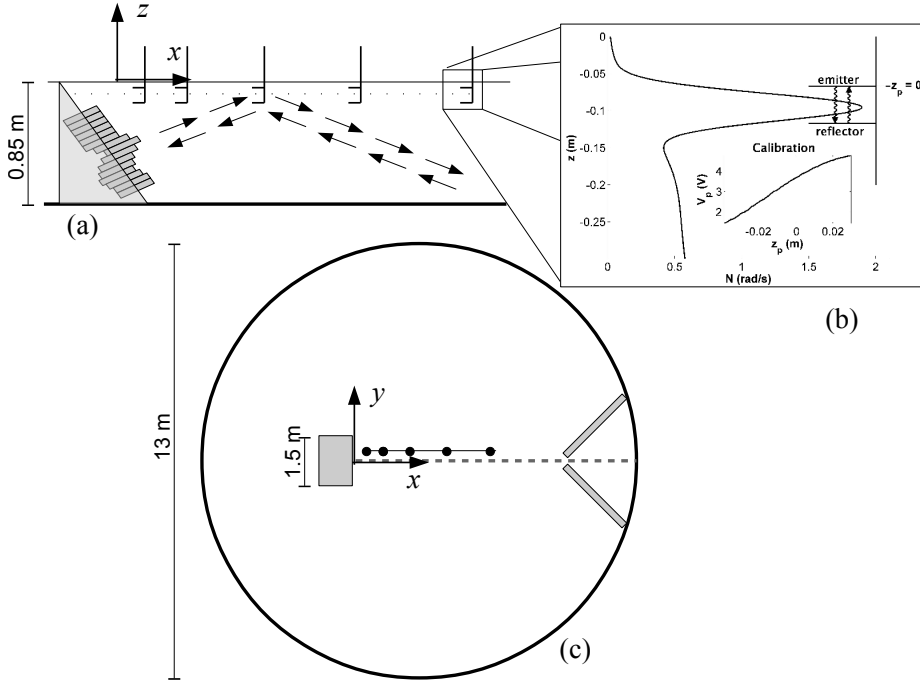 z
x
0.85 m
(a)
0
-0.05
-0.1
-0.15
-0.2
-0.25
z (m)
emitter
-z_p = 0
reflector
Calibration
4
3
2
V_p (V)
-0.02 0 0.02
z_p (m)
0 0.5 1 1.5 2
N (rad/s)
(b)
13 m
1.5 m
y
x
(c)